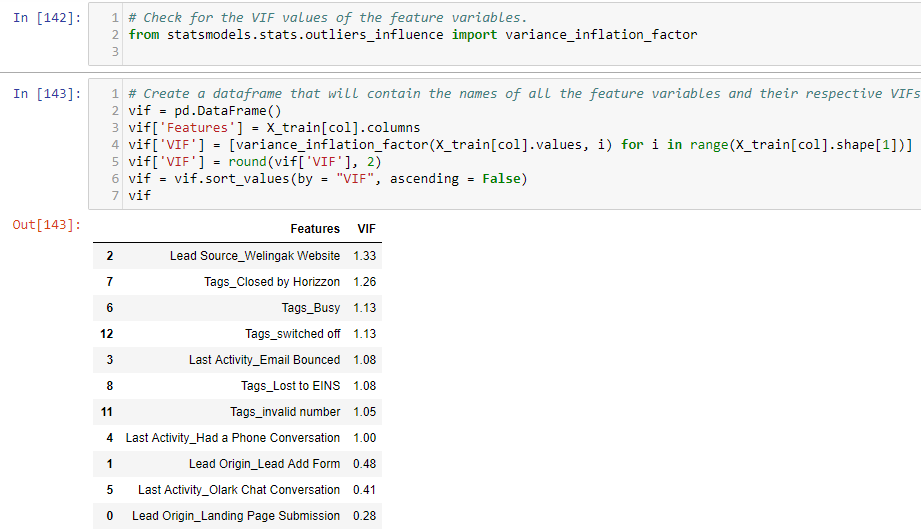 In [142]:
1 # Check for the VIF values of the feature variables.
2 from statsmodels.stats.outliers_influence import variance_inflation_factor
3
In [143]:
1 # Create a dataframe that will contain the names of all the feature variables and their respective VIFs
2 vif = pd.DataFrame()
3 vif['Features'] = X_train[col].columns
4 vif['VIF'] = [variance_inflation_factor(X_train[col].values, i) for i in range(X_train[col].shape[1])]
5 vif['VIF'] = round(vif['VIF'], 2)
6 vif = vif.sort_values(by = "VIF", ascending = False)
7 vif
Out[143]:
Features VIF
2 Lead Source_Welingak Website 1.33
7 Tags_Closed by Horizzon 1.26
6 Tags_Busy 1.13
12 Tags_switched off 1.13
3 Last Activity_Email Bounced 1.08
8 Tags_Lost to EINS 1.08
11 Tags_invalid number 1.05
4 Last Activity_Had a Phone Conversation 1.00
1 Lead Origin_Lead Add Form 0.48
5 Last Activity_Olark Chat Conversation 0.41
0 Lead Origin_Landing Page Submission 0.28